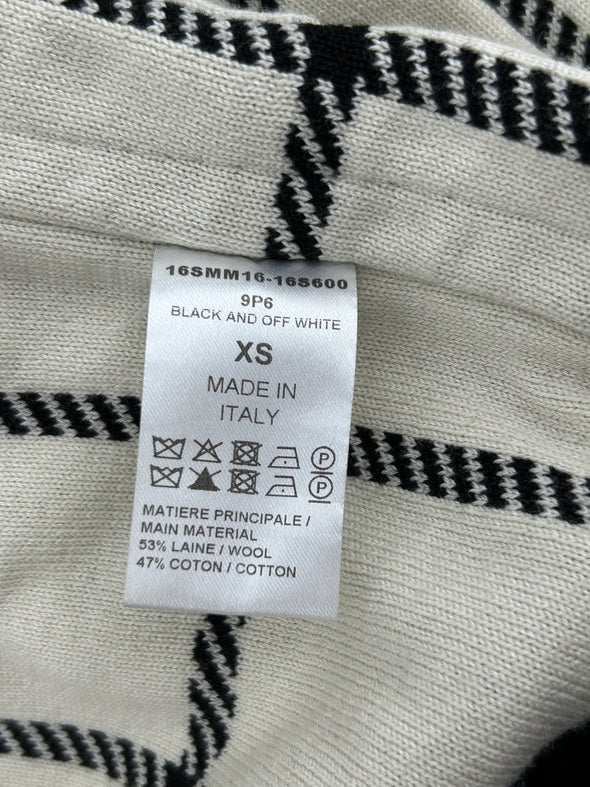 16SMM16-16S600
9P6
BLACK AND OFF WHITE
XS
MADE IN
ITALY
P
P
MATIERE PRINCIPALE /
MAIN MATERIAL
53% LAINE / WOOL
47% COTON / COTTON